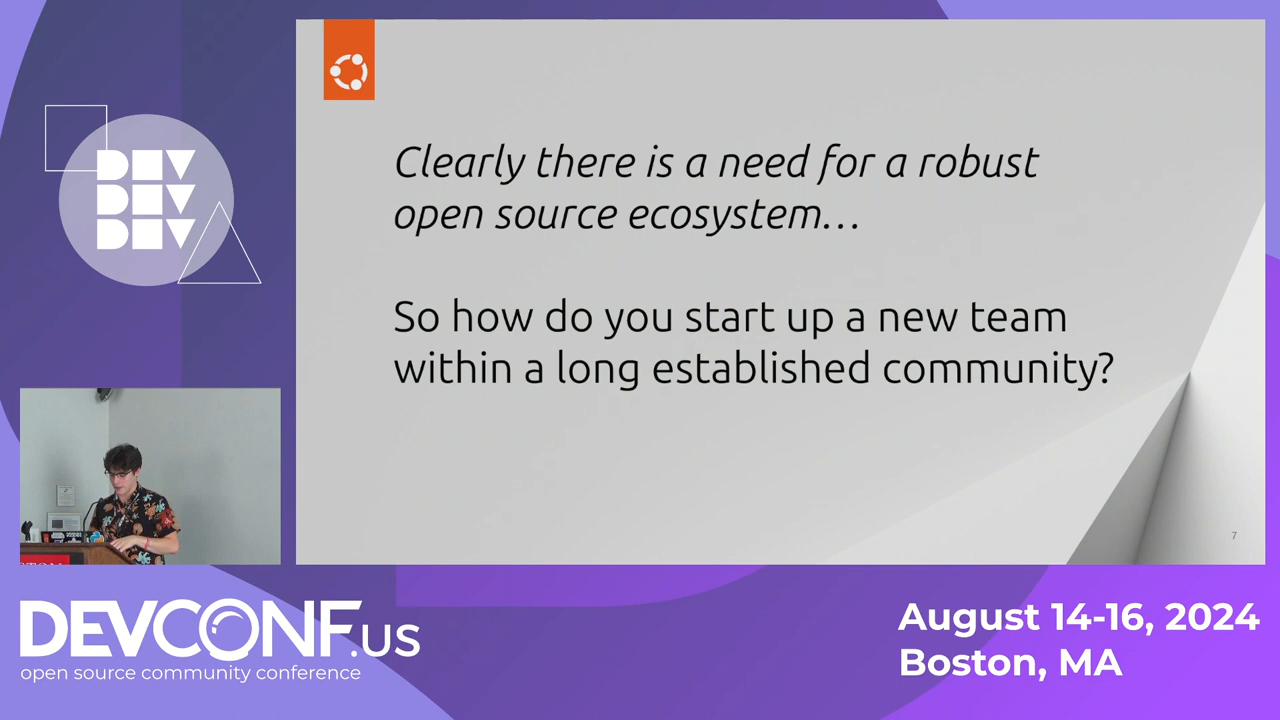 DEV
DEV
DEV
Clearly there is a need for a robust
open source ecosystem…
So how do you start up a new team
within a long established community?
7
DEVCONF.US
open source community conference
August 14-16, 2024
Boston, MA